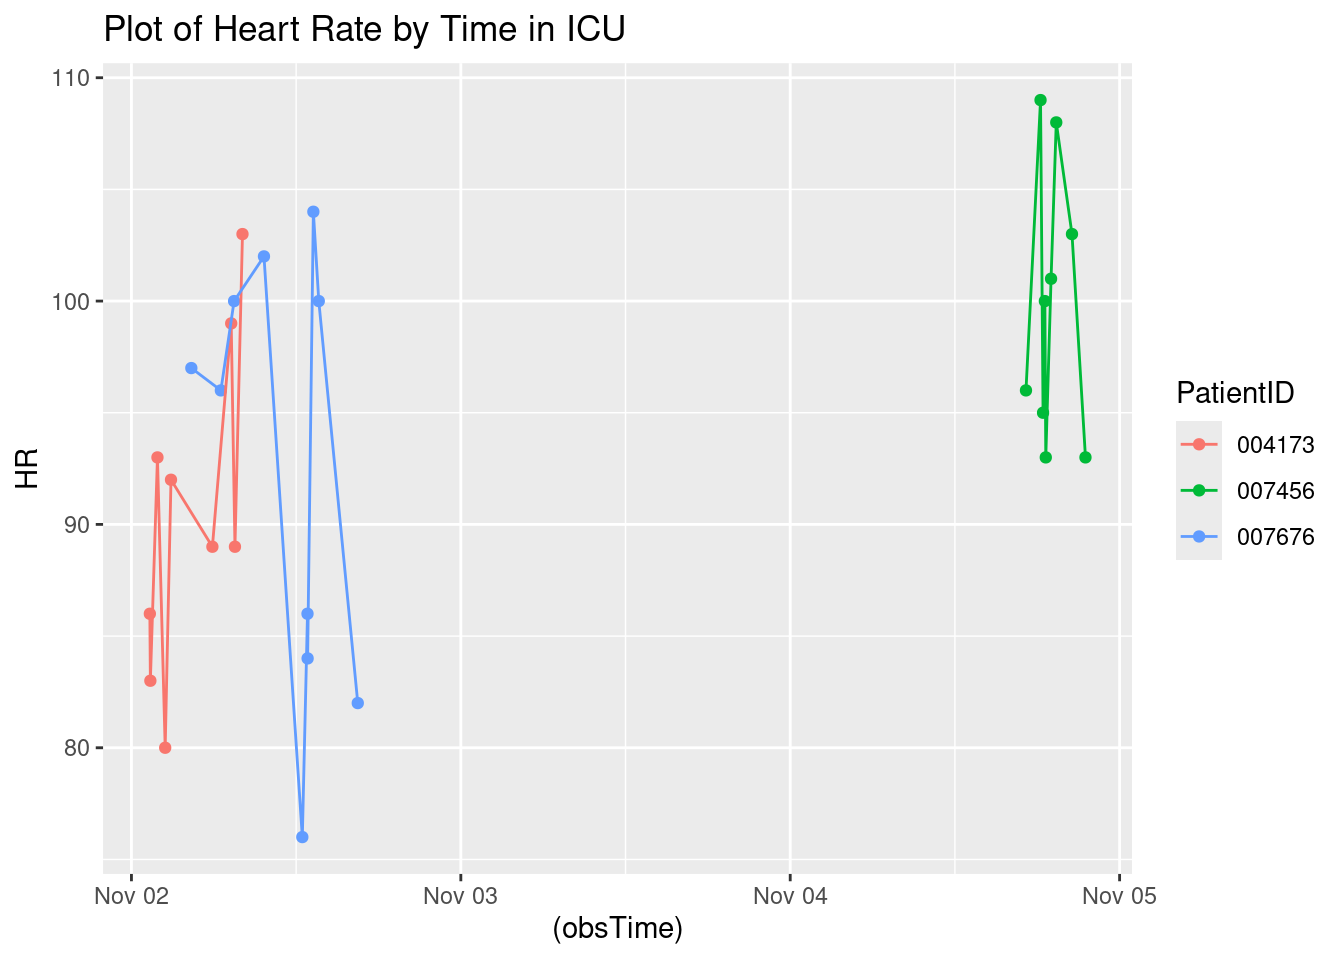 Plot of Heart Rate by Time in ICU
110
100
90
80
HR
Nov 02
Nov 03
Nov 04
Nov 05
(obsTime)
PatientID
004173
007456
007676